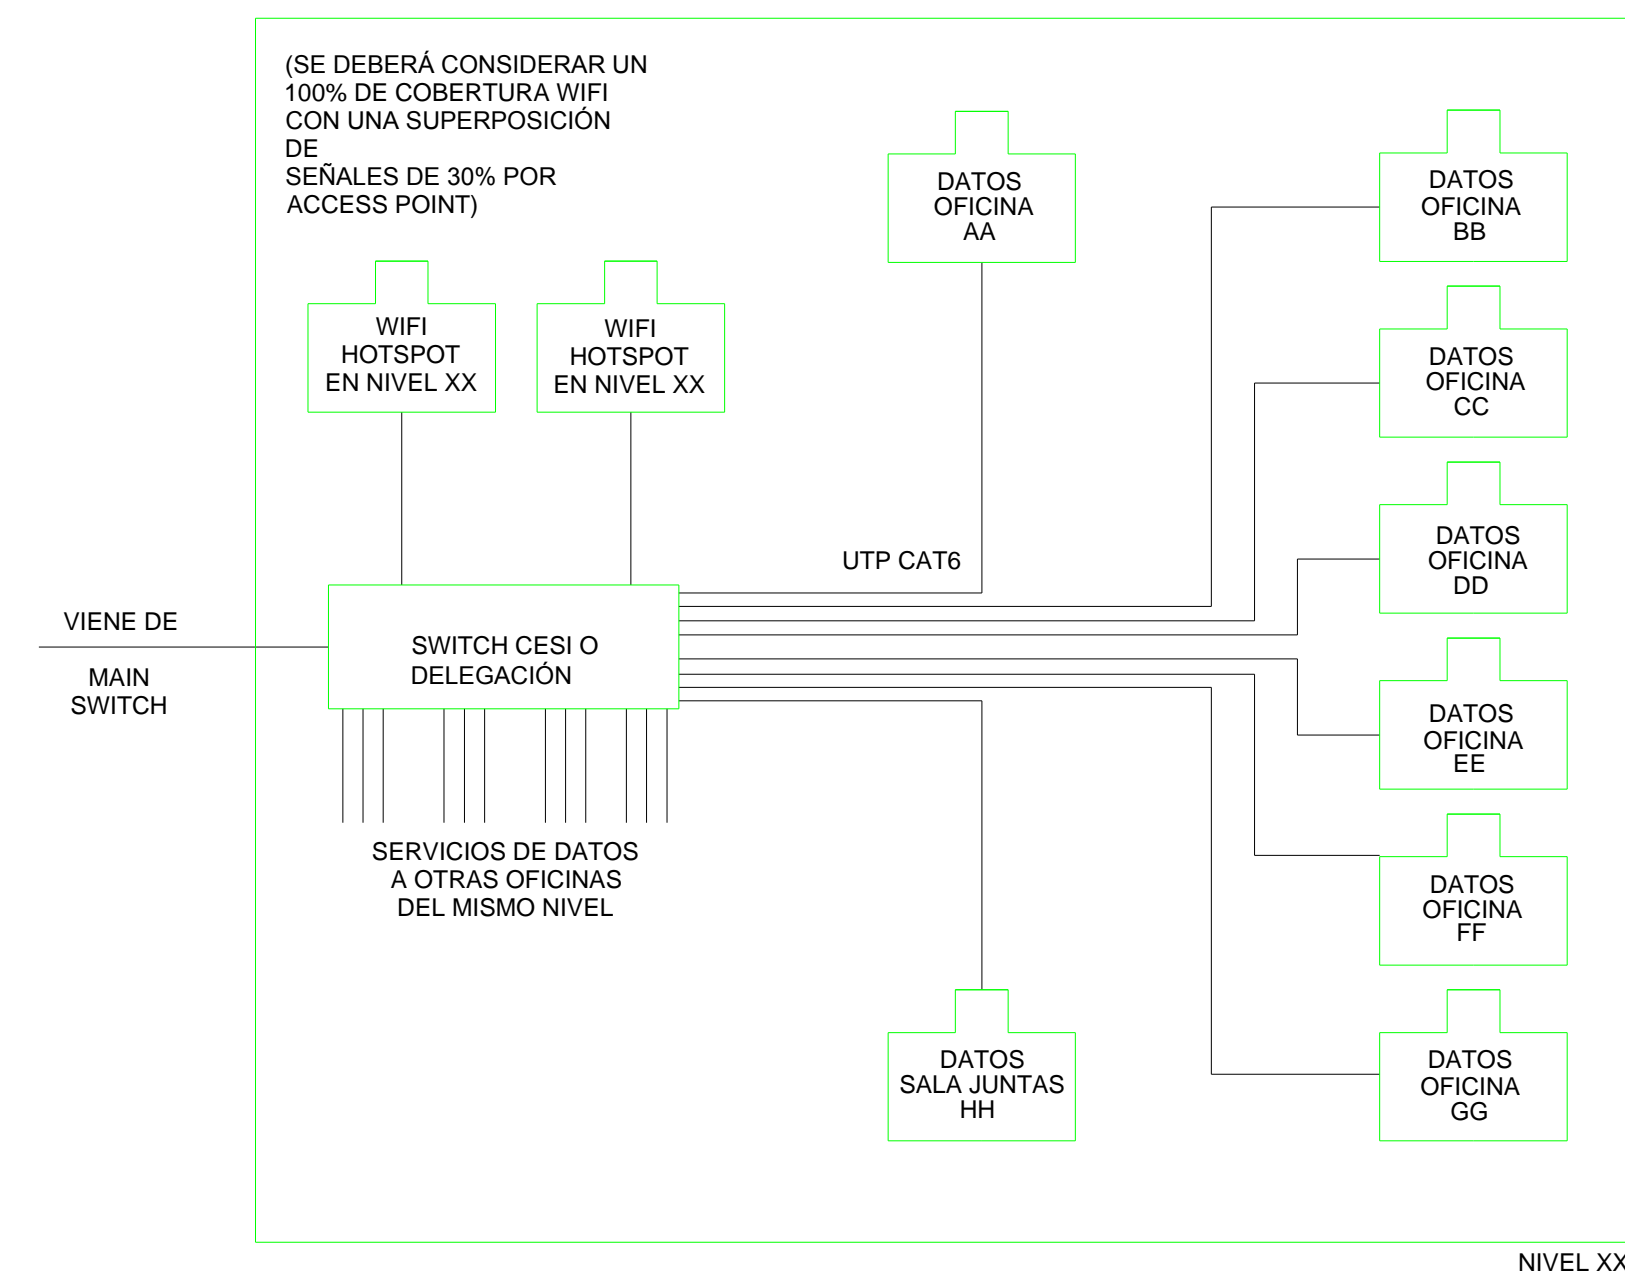 (SE DEBERÁ CONSIDERAR UN
100% DE COBERTURA WIFI
CON UNA SUPERPOSICIÓN
DE
SEÑALES DE 30% POR
ACCESS POINT)
DATOS
OFICINA
AA
DATOS
OFICINA
BB
WIFI
HOTSPOT
EN NIVEL XX
WIFI
HOTSPOT
EN NIVEL XX
DATOS
OFICINA
CC
DATOS
OFICINA
DD
UTP CAT6
VIENE DE
MAIN
SWITCH
SWITCH CESI O
DELEGACIÓN
DATOS
OFICINA
EE
SERVICIOS DE DATOS
A OTRAS OFICINAS
DEL MISMO NIVEL
DATOS
OFICINA
FF
DATOS
SALA JUNTAS
HH
DATOS
OFICINA
GG
NIVEL XX